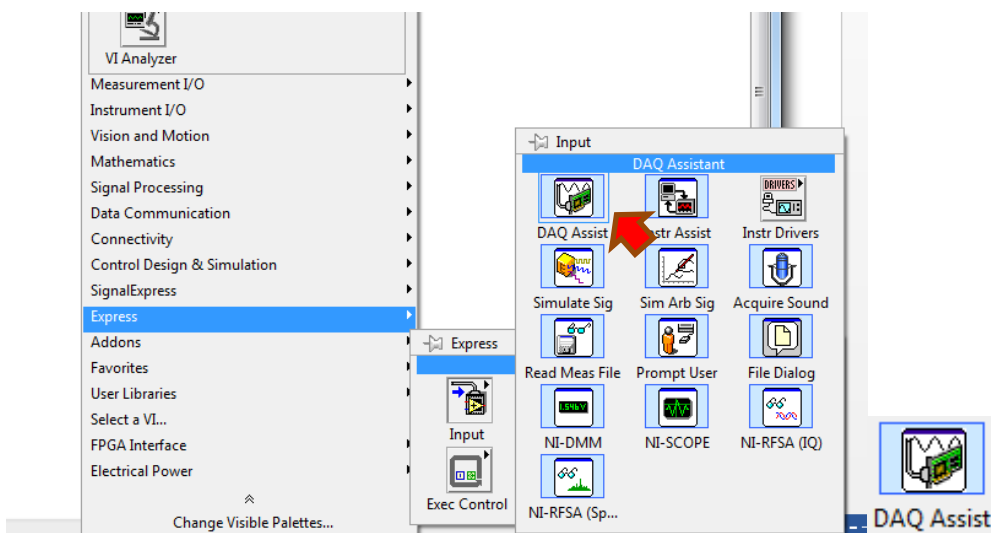 VI Analyzer
Measurement I/O
Instrument I/O
Vision and Motion
Mathematics
Signal Processing
Data Communication
Connectivity
Control Design & Simulation
SignalExpress
Express
Addons
Favorites
User Libraries
Select a VI...
FPGA Interface
Electrical Power
Change Visible Palettes...
Express
Input
Exec Control
Input
DAQ Assistant
DRIVERS
DAQ Assist
str Assist
Instr Drivers
Simulate Sig
Sim Arb Sig
Acquire Sound
Read Meas File
Prompt User
File Dialog
1.546V
NI-DMM
NI-SCOPE
NI-RFSA (IQ)
NI-RFSA (Sp...
DAQ Assist